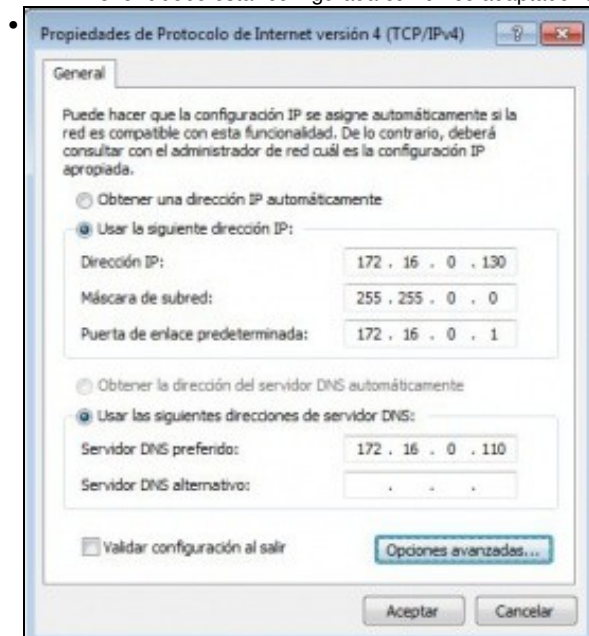 Propiedades de Protocolo de Internet versión 4 (TCP/IPv4)
General
Puede hacer que la configuración IP se asigne automáticamente si la
red es compatible con esta funcionalidad. De lo contrario, deberá
consultar con el administrador de red cuál es la configuración IP
apropiada.
Obtener una dirección IP automáticamente
Usar la siguiente dirección IP:
Dirección IP: 172 . 16 . 0 . 130
Máscara de subred: 255 . 255 . 0 . 0
Puerta de enlace predeterminada: 172 . 16 . 0 . 1
Obtener la dirección del servidor DNS automáticamente
Usar las siguientes direcciones de servidor DNS:
Servidor DNS preferido: 172 . 16 . 0 . 110
Servidor DNS alternativo: . . .
Validar configuración al salir Opciones avanzadas...
Aceptar Cancelar